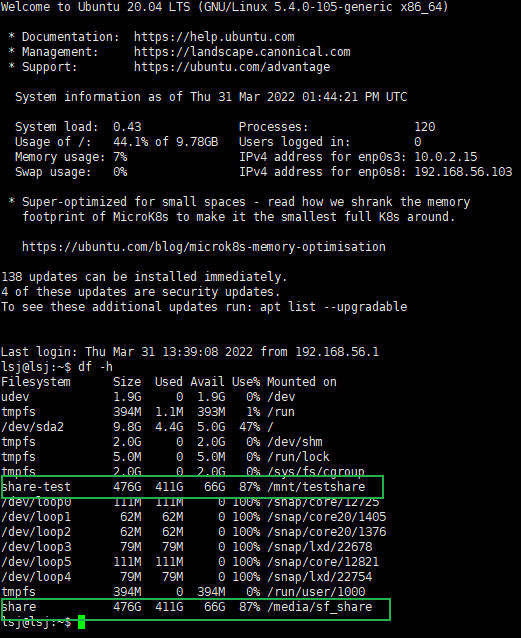 Welcome to Ubuntu 20.04 LTS (GNU/Linux 5.4.0-105-generic x86_64)
* Documentation:  https://help.ubuntu.com
* Management:     https://landscape.canonical.com
* Support:        https://ubuntu.com/advantage
System information as of Thu 31 Mar 2022 01:44:21 PM UTC
System load:  0.43               Processes:               120
Usage of /:   44.1% of 9.78GB   Users logged in:         0
Memory usage: 7%                 IPv4 address for enp0s3: 10.0.2.15
Swap usage:   0%                 IPv4 address for enp0s8: 192.168.56.103
* Super-optimized for small spaces - read how we shrank the memory
footprint of MicroK8s to make it the smallest full K8s around.
https://ubuntu.com/blog/microk8s-memory-optimisation
138 updates can be installed immediately.
4 of these updates are security updates.
To see these additional updates run: apt list --upgradable
Last login: Thu Mar 31 13:39:08 2022 from 192.168.56.1
lsj@lsj:~$ df -h
Filesystem      Size  Used Avail Use% Mounted on
udev            1.9G     0  1.9G   0% /dev
tmpfs           394M  1.1M  393M   1% /run
/dev/sda2       9.8G  4.4G  5.0G  47% /
tmpfs           2.0G     0  2.0G   0% /dev/shm
tmpfs           5.0M     0  5.0M   0% /run/lock
tmpfs           2.0G     0  2.0G   0% /sys/fs/cgroup
share-test      476G  411G   66G  87% /mnt/testshare
/dev/loop0      111M  111M     0 100% /snap/core/12725
/dev/loop1       62M   62M     0 100% /snap/core20/1405
/dev/loop2       62M   62M     0 100% /snap/core20/1376
/dev/loop3       79M   79M     0 100% /snap/lxd/22678
/dev/loop5      111M  111M     0 100% /snap/core/12821
/dev/loop4       79M   79M     0 100% /snap/lxd/22754
tmpfs           394M     0  394M   0% /run/user/1000
share           476G  411G   66G  87% /media/sf_share
lsj@lsj:~$